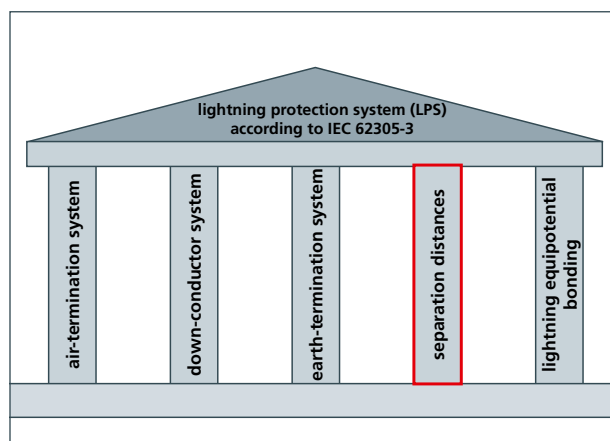 lightning protection system (LPS)
according to IEC 62305-3
air-termination system
down-conductor system
earth-termination system
separation distances
lightning equipotential
bonding